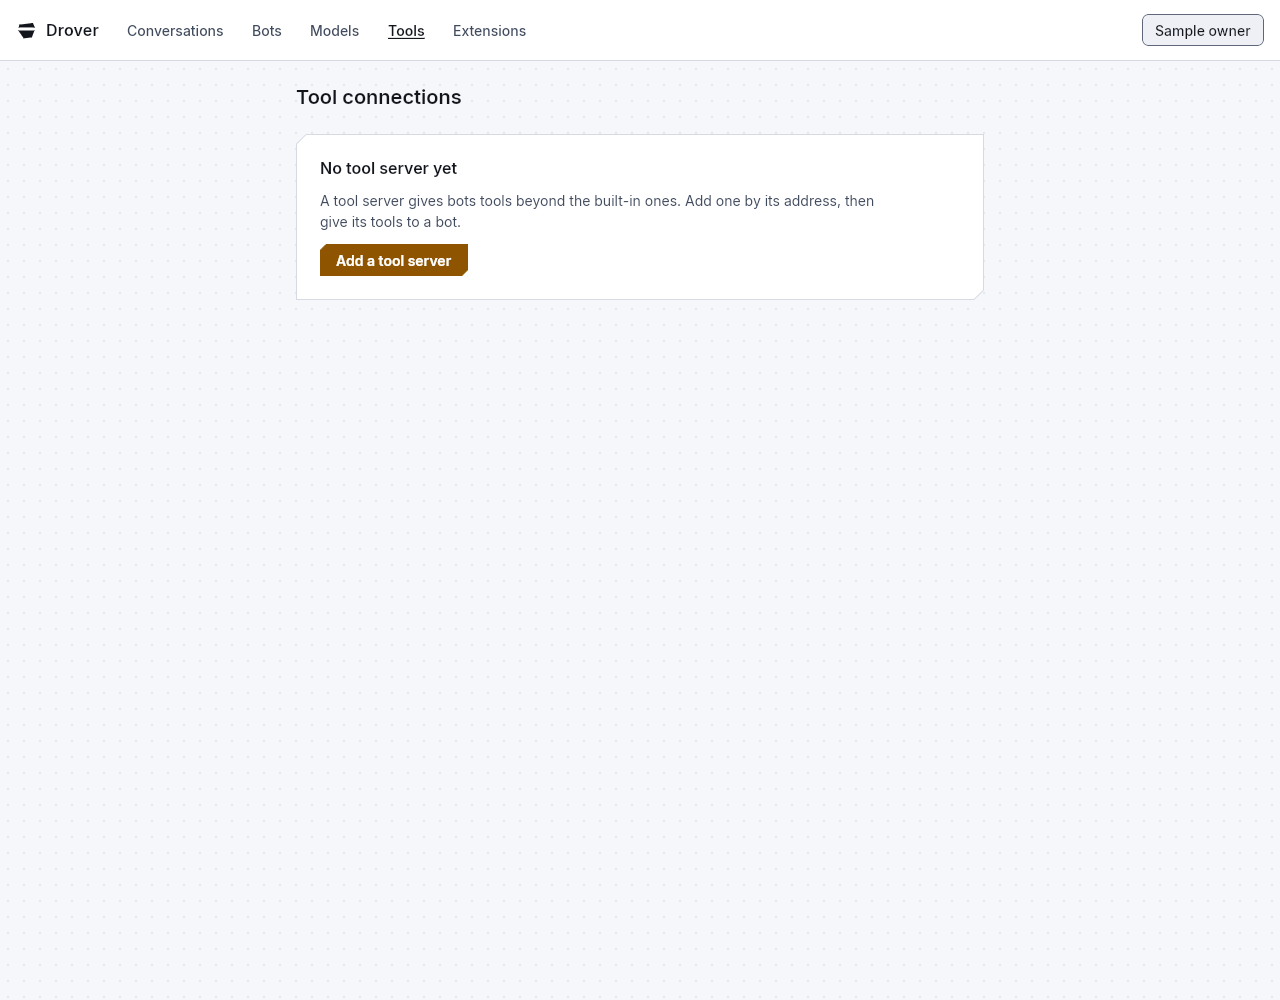 Drover
Conversations
Bots
Models
Tools
Extensions
Sample owner
Tool connections
No tool server yet
A tool server gives bots tools beyond the built-in ones. Add one by its address, then
give its tools to a bot.
Add a tool server